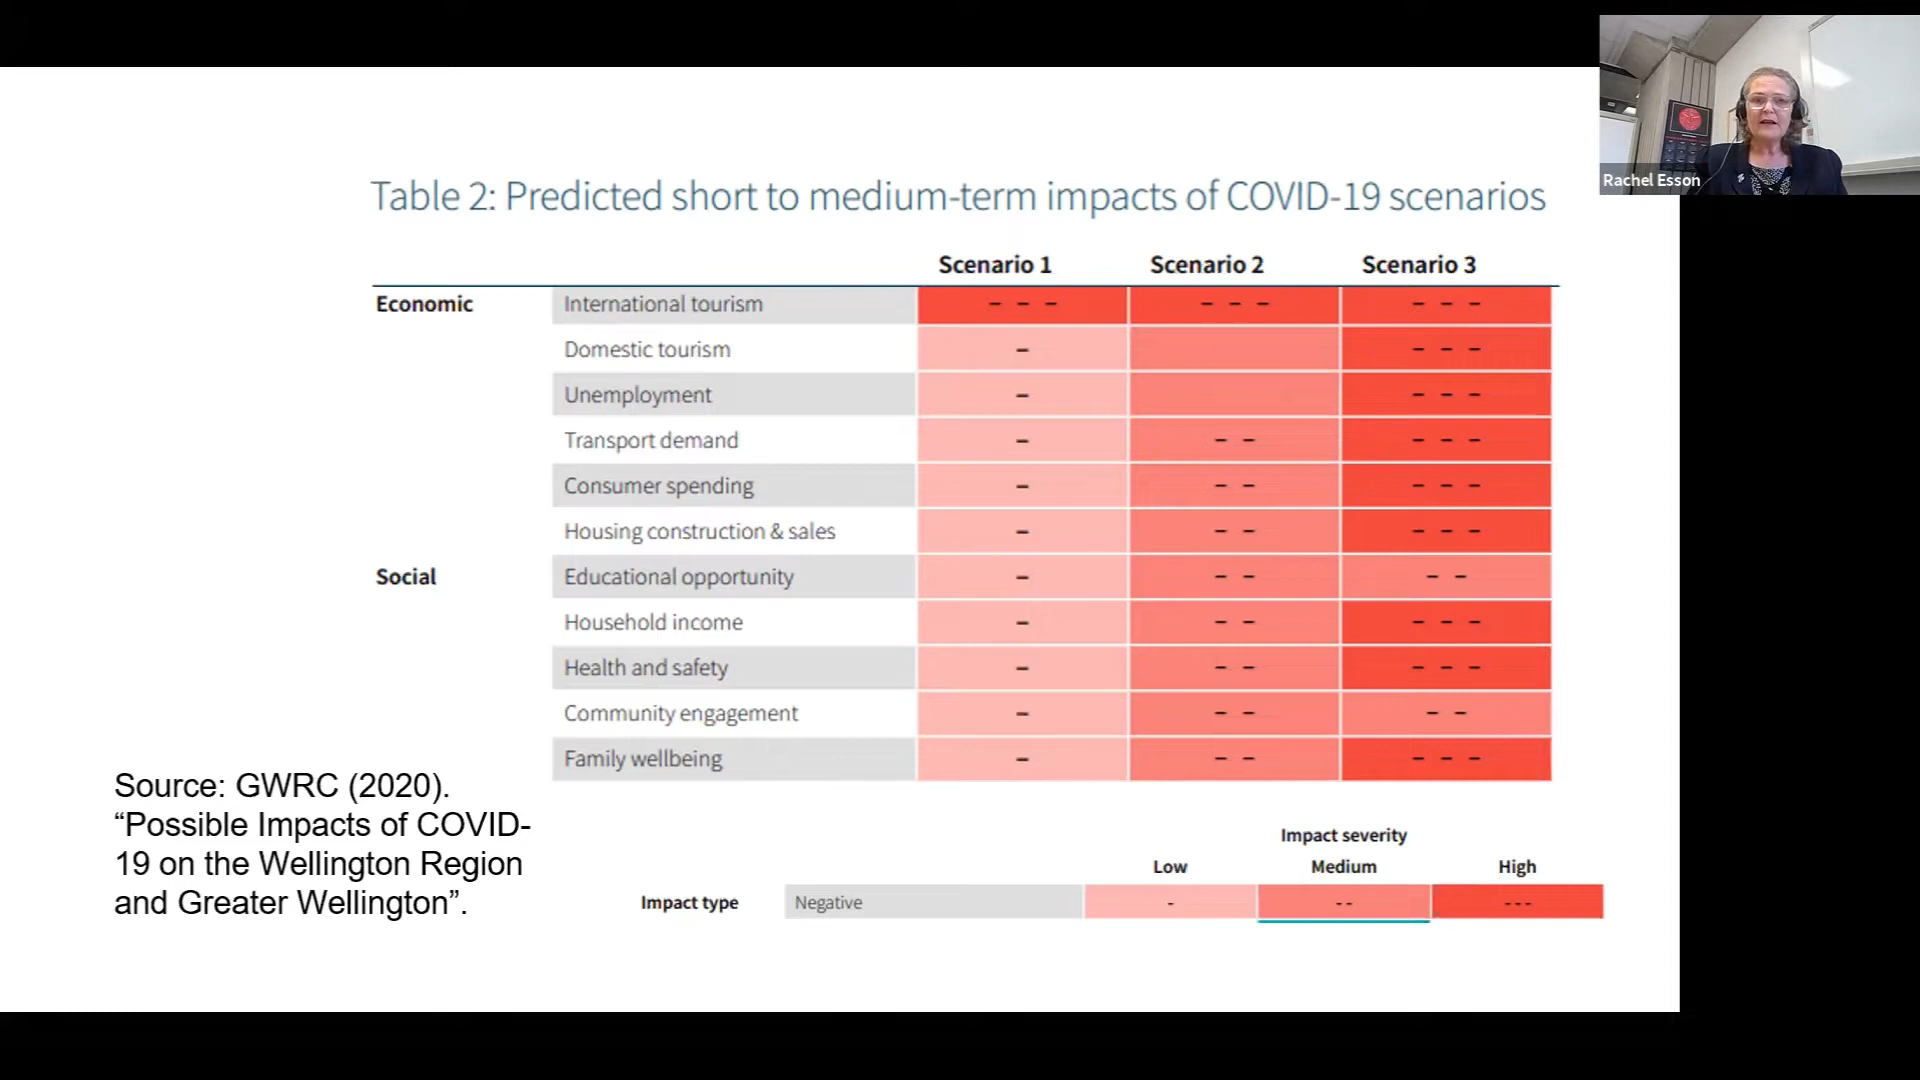 Rachel Esson
Table 2: Predicted short to medium-term impacts of COVID-19 scenarios
Scenario 1 Scenario 2 Scenario 3
Economic International tourism - - - - - - - - -
Domestic tourism - - - -
Unemployment - - - -
Transport demand - - - - - -
Consumer spending - - - - - -
Housing construction & sales - - - - - -
Social Educational opportunity - - - - -
Household income - - - - - -
Health and safety - - - - - -
Community engagement - - - - -
Family wellbeing - - - - - -
Source: GWRC (2020).
“Possible Impacts of COVID-
19 on the Wellington Region
and Greater Wellington”.
Impact severity
Low Medium High
Impact type Negative - -- ---